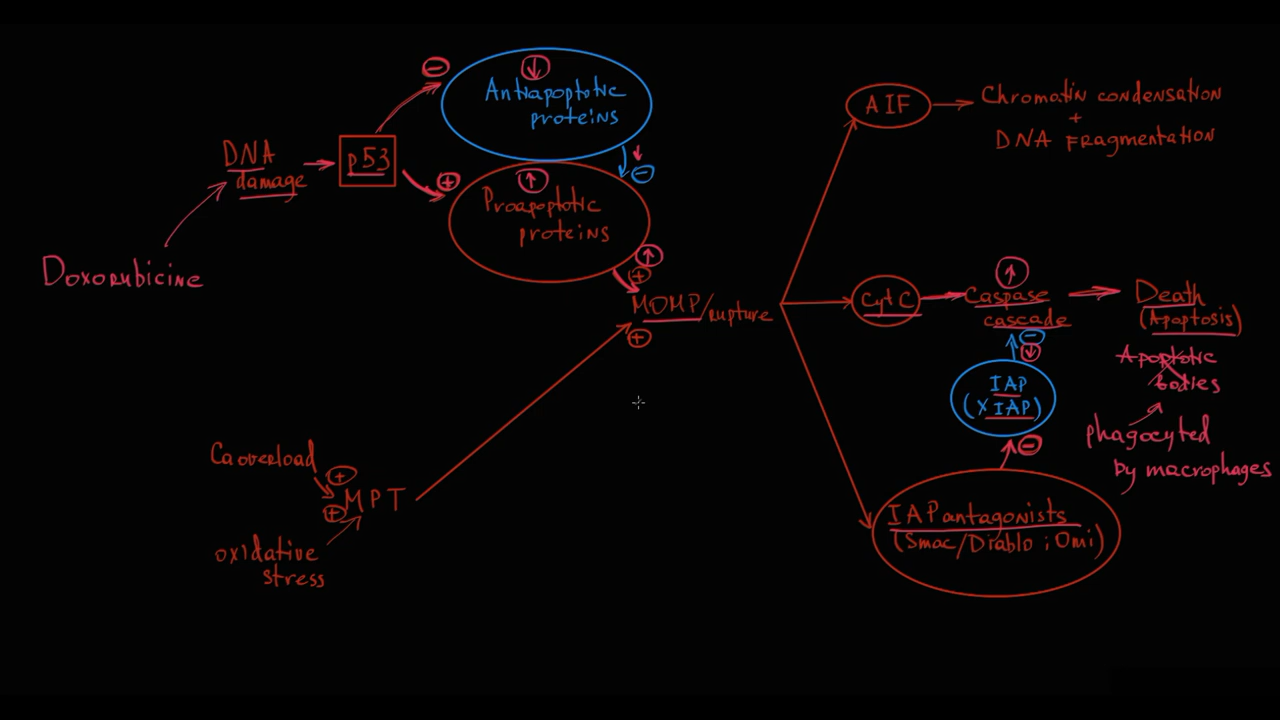 Doxorubicine
DNA
damage
p53
−
+
↓
Antiapoptotic
proteins
↓
−
↑
Proapoptotic
proteins
↑
+
MOMP/rupture
+
Ca overload
+
MPT
+
oxidative
stress
AIF
Chromatin condensation
+
DNA fragmentation
Cyt C
↑
Caspase
cascade
Death
(Apoptosis)
Apoptotic
bodies
phagocyted
by macrophages
−
↓
IAP
(XIAP)
−
IAP antagonists
(Smac/Diablo ; Omi)